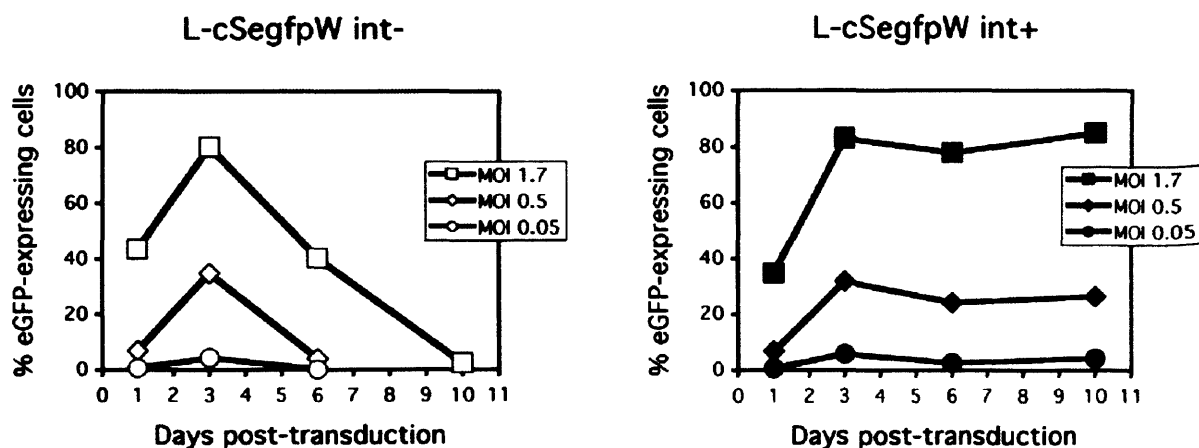 L-cSegfpW int-
% eGFP-expressing cells
100
80
60
40
20
0
0 1 2 3 4 5 6 7 8 9 10 11
Days post-transduction
MOI 1.7
MOI 0.5
MOI 0.05
L-cSegfpW int+
% eGFP-expressing cells
100
80
60
40
20
0
0 1 2 3 4 5 6 7 8 9 10 11
Days post-transduction
MOI 1.7
MOI 0.5
MOI 0.05